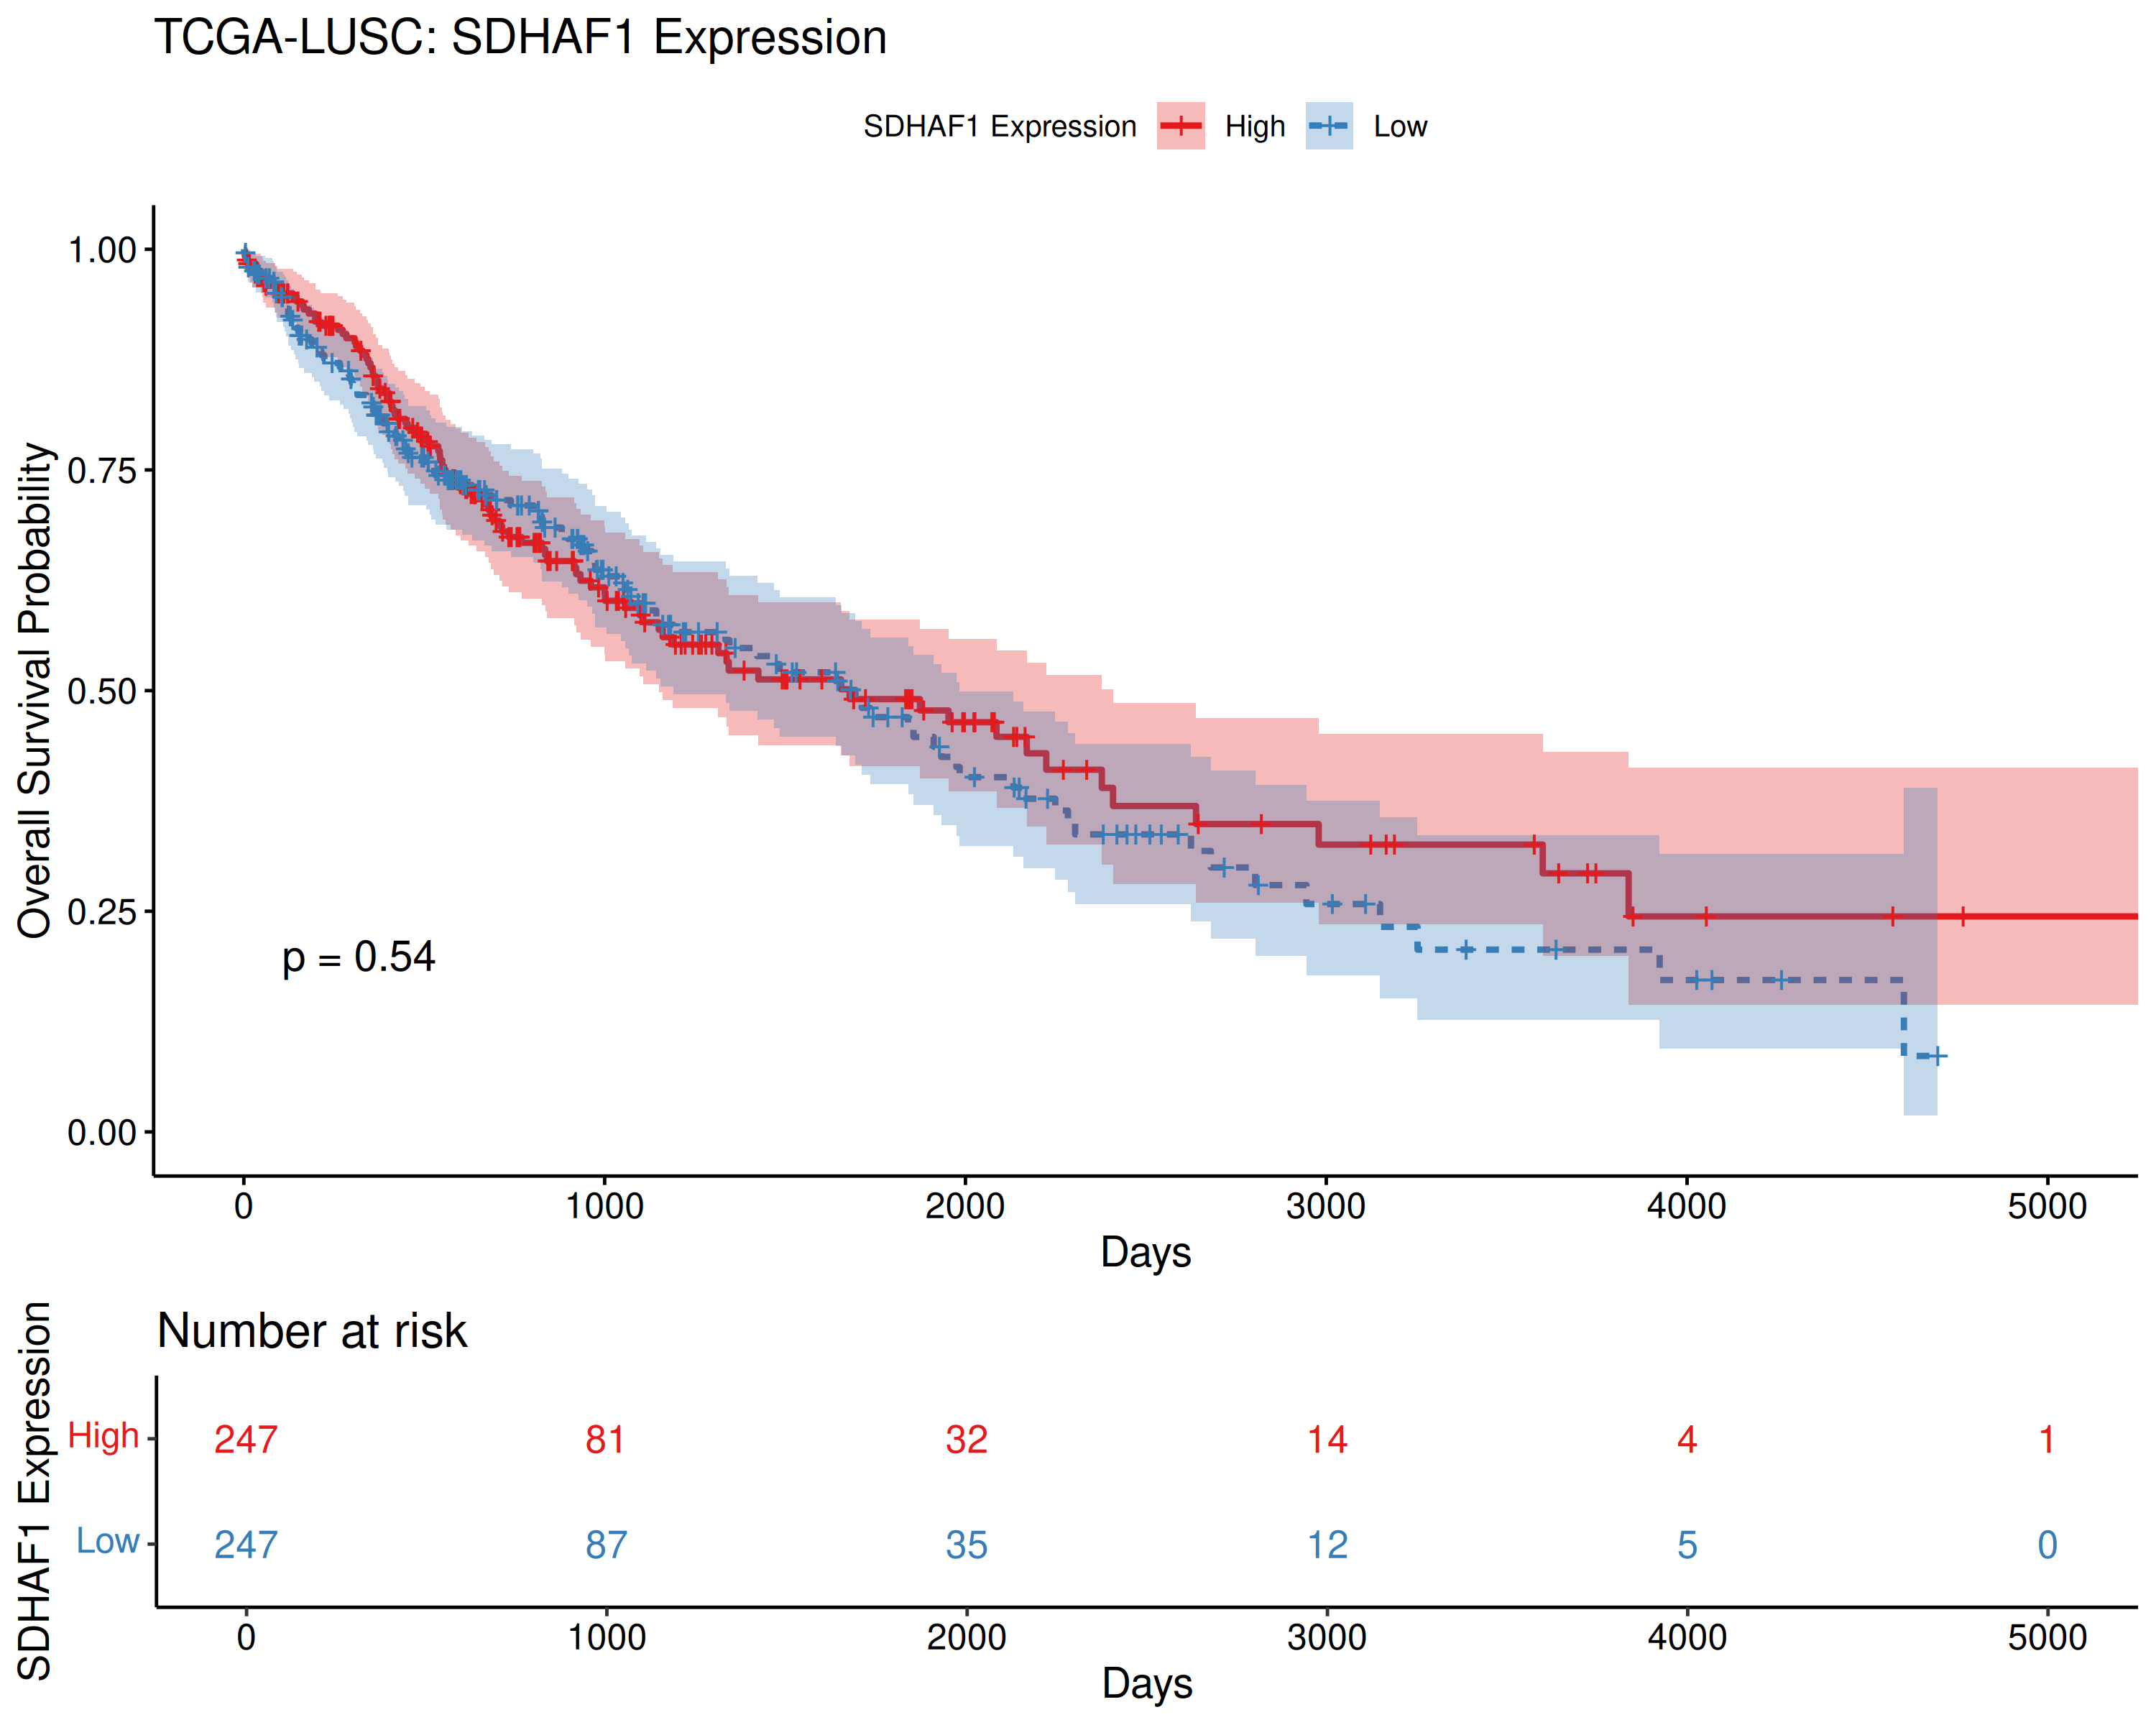 TCGA-LUSC: SDHAF1 Expression
SDHAF1 Expression High Low
Overall Survival Probability
1.00
0.75
0.50
0.25
0.00
p = 0.54
0 1000 2000 3000 4000 5000
Days
Number at risk
SDHAF1 Expression
High 247 81 32 14 4 1
Low 247 87 35 12 5 0
0 1000 2000 3000 4000 5000
Days